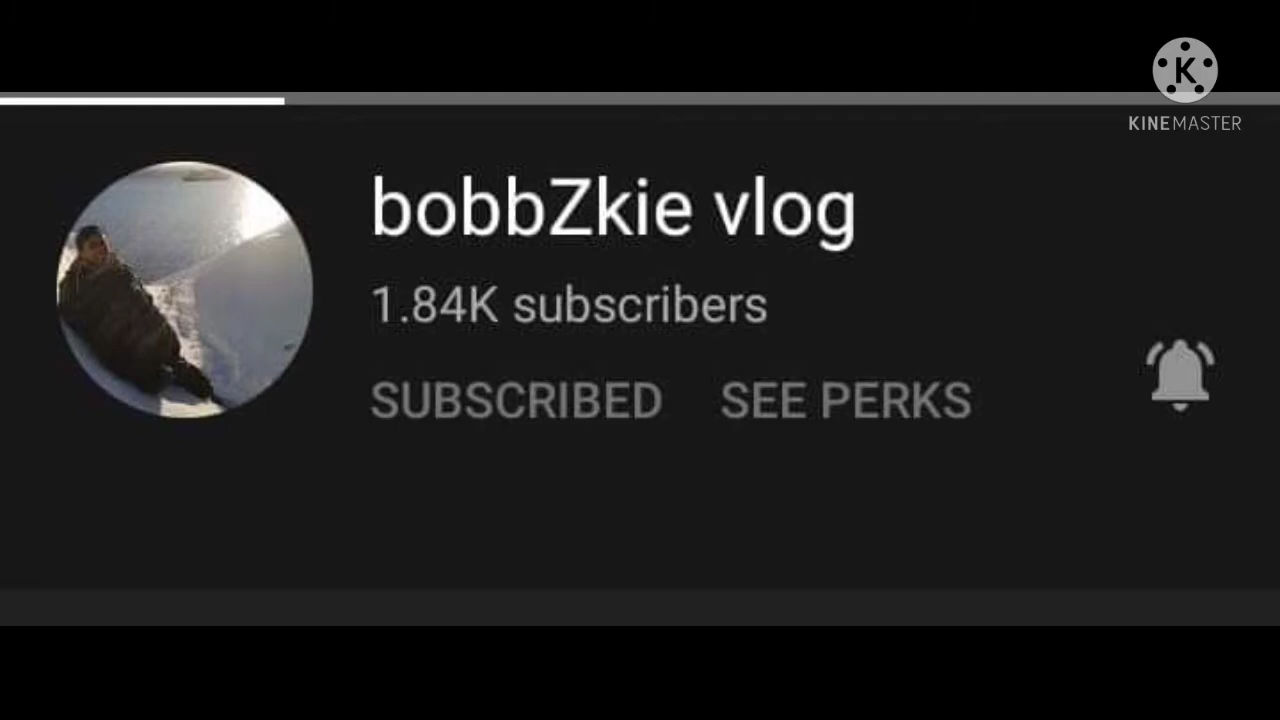 K
KINEMASTER
bobbZkie vlog
1.84K subscribers
SUBSCRIBED SEE PERKS